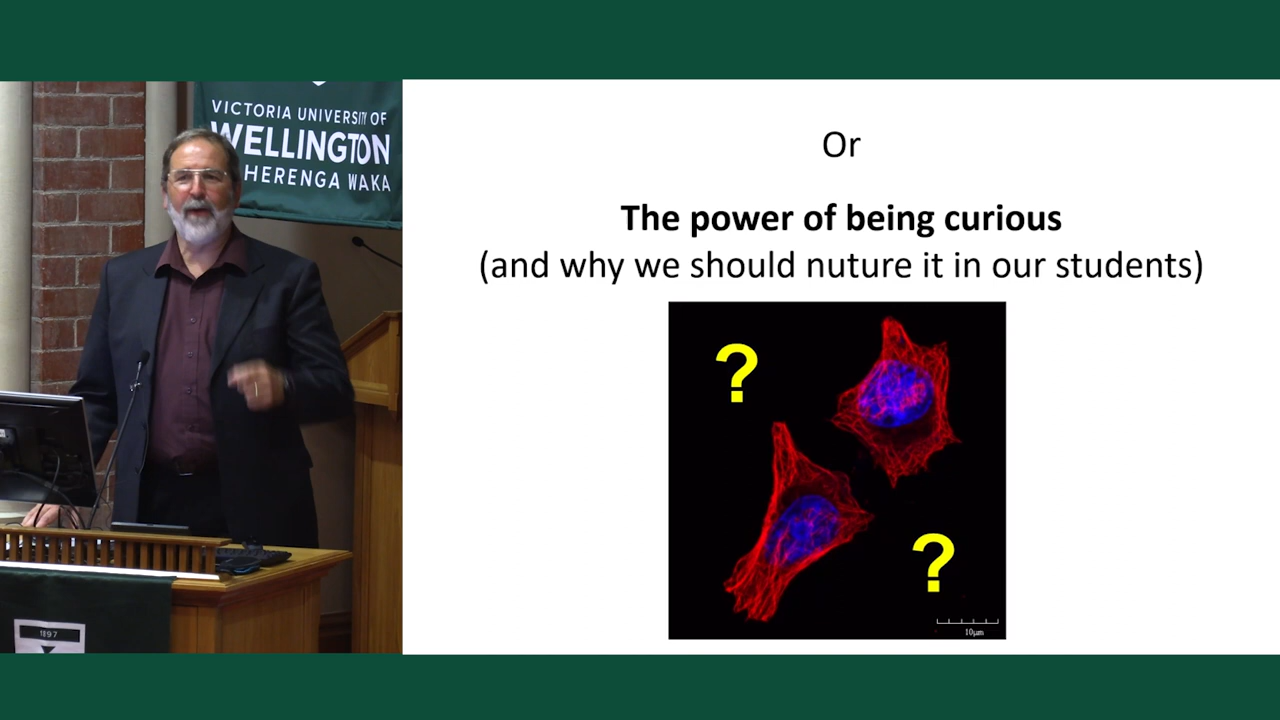 VICTORIA UNIVERSITY OF
WELLINGTON
HERENGA WAKA
1897
Or
The power of being curious
(and why we should nuture it in our students)
?
?
10µm